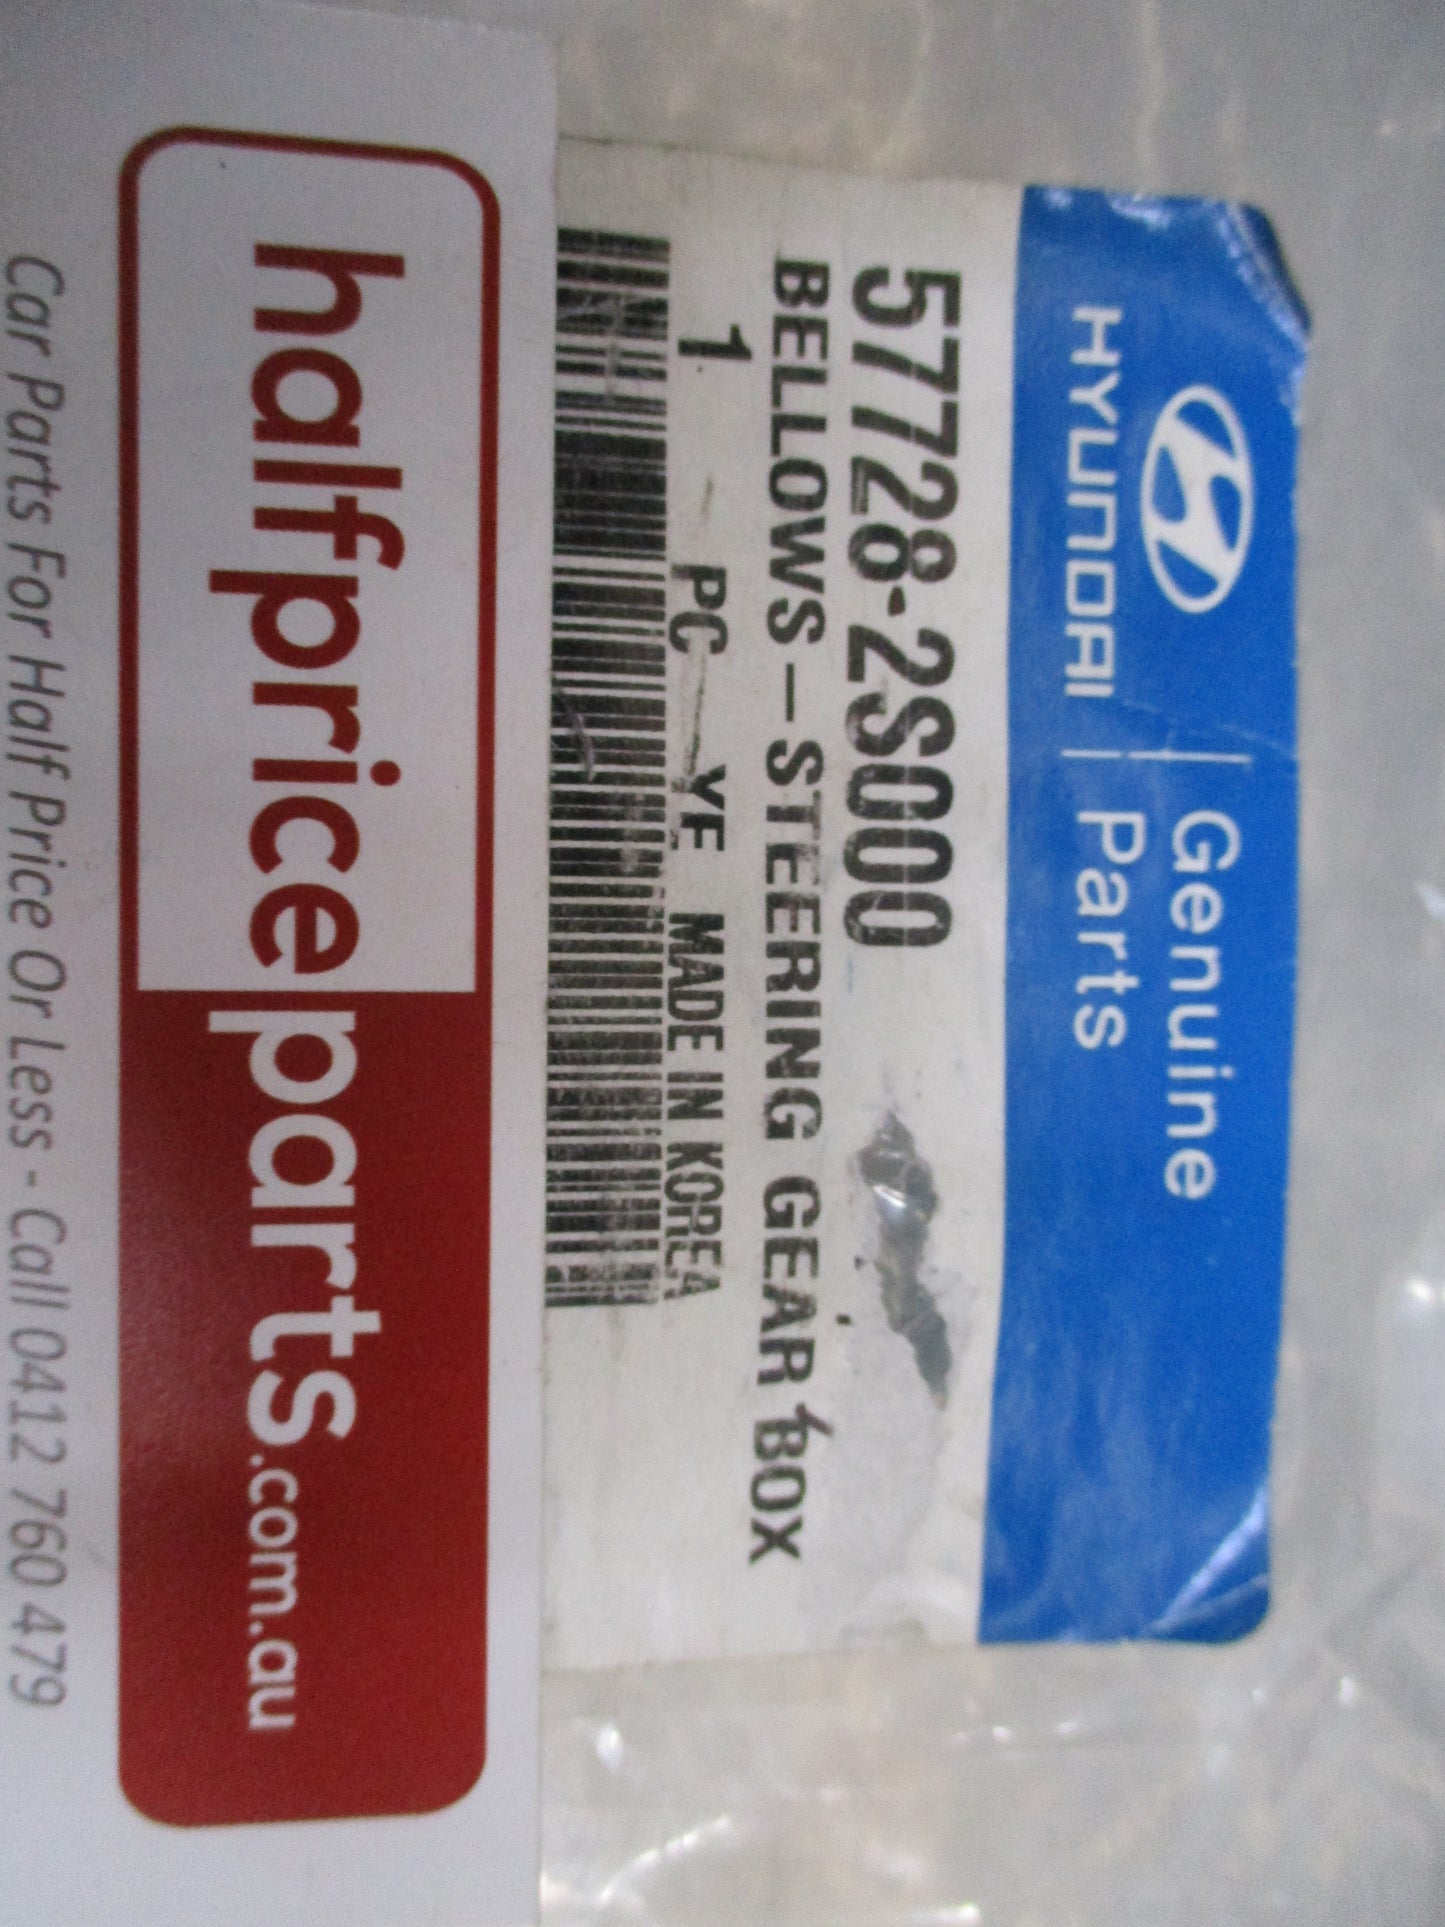 HYUNDAI
Genuine
Parts
57728-2S000
BELLOWS-STEERING GEAR BOX
1 PC YF MADE IN KOREA
halfpriceparts.com.au
Car Parts For Half Price Or Less - Call 0412 760 479